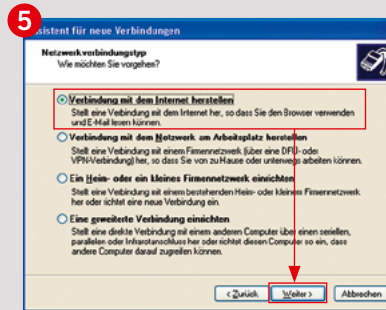 5
Assistent für neue Verbindungen
Netzwerkverbindungstyp
Wie möchten Sie vorgehen?
Verbindung mit dem Internet herstellen
Stellt eine Verbindung mit dem Internet her, so dass Sie den Browser verwenden
und E-Mail lesen können.
Verbindung mit dem Netzwerk am Arbeitsplatz herstellen
Stellt eine Verbindung mit einem Firmennetzwerk (über eine DFÜ- oder
VPN-Verbindung) her, so dass Sie von zu Hause oder unterwegs arbeiten können.
Ein Heim- oder ein kleines Firmennetzwerk einrichten
Stellt eine Verbindung mit einem bestehenden Heim- oder kleinem Firmennetzwerk
her oder richtet eine neue Verbindung ein.
Eine erweiterte Verbindung einrichten
Stellt eine direkte Verbindung mit einem anderen Computer über einen seriellen,
parallelen oder Infrarotanschluss her oder richtet diesen Computer so ein, dass
andere Computer darauf zugreifen können.
< Zurück Weiter > Abbrechen